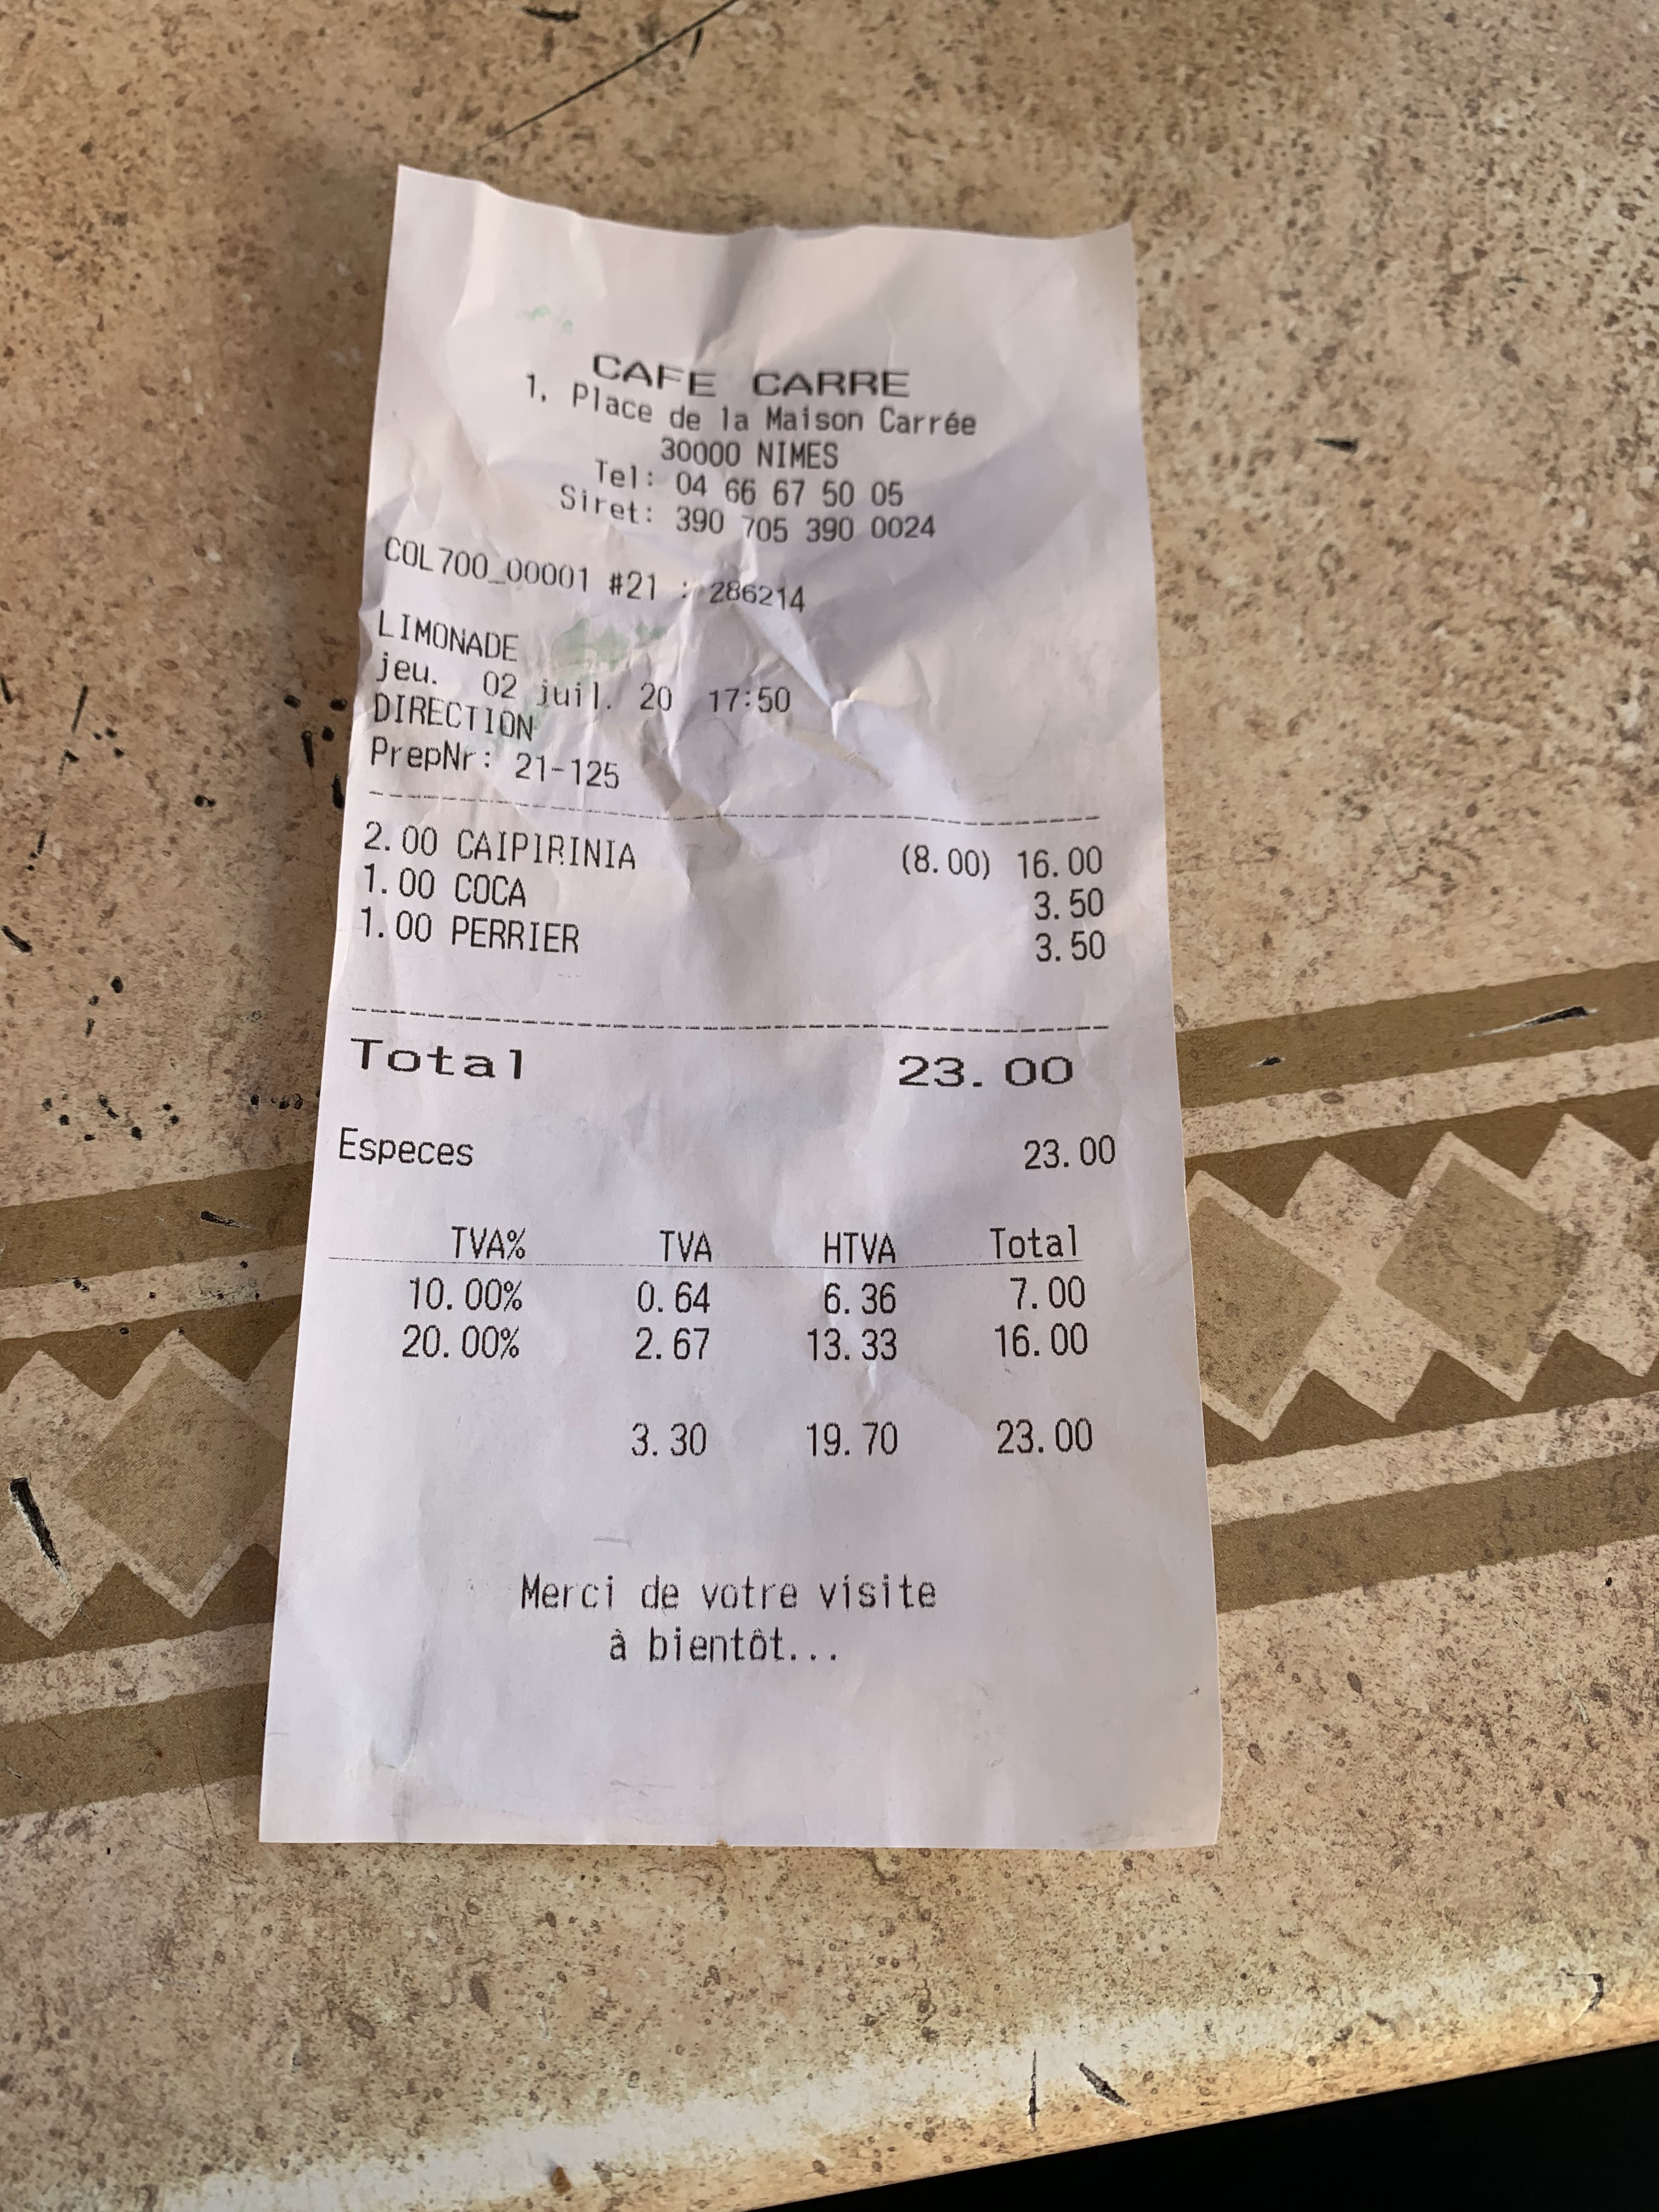 CAFE CARRE
1, Place de la Maison Carrée
30000 NIMES
Tel: 04 66 67 50 05
Siret: 390 705 390 0024
COL700_00001 #21 : 286214
LIMONADE
jeu. 02 juil. 20 17:50
DIRECTION
PrepNr: 21-125
2.00 CAIPIRINIA (8.00) 16.00
1.00 COCA 3.50
1.00 PERRIER 3.50
Total 23.00
Especes 23.00
TVA% TVA HTVA Total
10.00% 0.64 6.36 7.00
20.00% 2.67 13.33 16.00
3.30 19.70 23.00
Merci de votre visite
à bientôt...